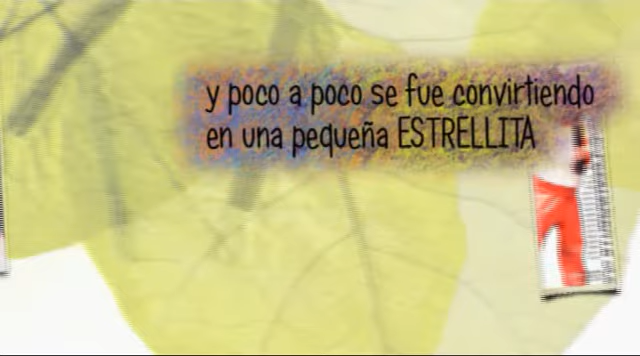 y poco a poco se fue convirtiendo
en una pequeña ESTRELLITA